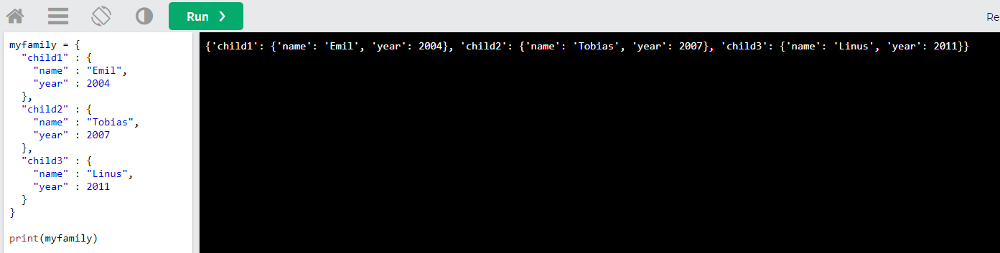 Run ❯
Re
myfamily = {
  "child1" : {
    "name" : "Emil",
    "year" : 2004
  },
  "child2" : {
    "name" : "Tobias",
    "year" : 2007
  },
  "child3" : {
    "name" : "Linus",
    "year" : 2011
  }
}
print(myfamily)
{'child1': {'name': 'Emil', 'year': 2004}, 'child2': {'name': 'Tobias', 'year': 2007}, 'child3': {'name': 'Linus', 'year': 2011}}